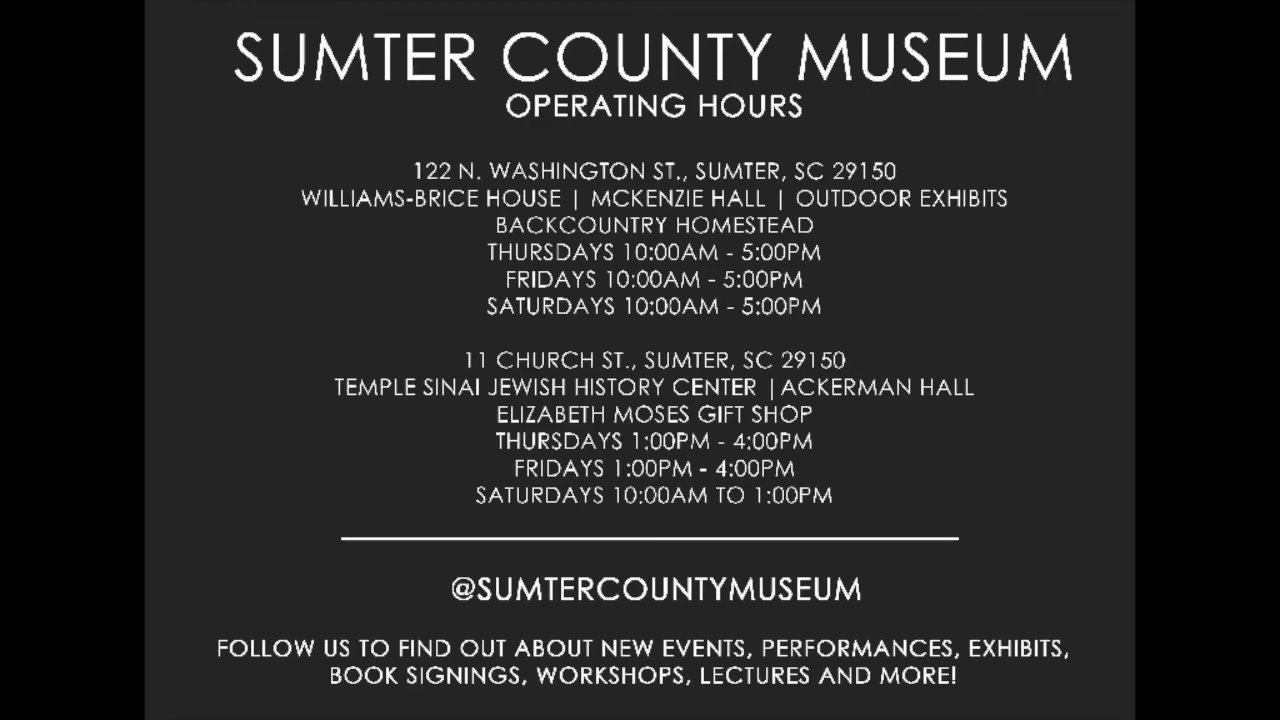 SUMTER COUNTY MUSEUM
OPERATING HOURS
122 N. WASHINGTON ST., SUMTER, SC 29150
WILLIAMS-BRICE HOUSE | MCKENZIE HALL | OUTDOOR EXHIBITS
BACKCOUNTRY HOMESTEAD
THURSDAYS 10:00AM - 5:00PM
FRIDAYS 10:00AM - 5:00PM
SATURDAYS 10:00AM - 5:00PM
11 CHURCH ST., SUMTER, SC 29150
TEMPLE SINAI JEWISH HISTORY CENTER |ACKERMAN HALL
ELIZABETH MOSES GIFT SHOP
THURSDAYS 1:00PM - 4:00PM
FRIDAYS 1:00PM - 4:00PM
SATURDAYS 10:00AM TO 1:00PM
@SUMTERCOUNTYMUSEUM
FOLLOW US TO FIND OUT ABOUT NEW EVENTS, PERFORMANCES, EXHIBITS,
BOOK SIGNINGS, WORKSHOPS, LECTURES AND MORE!